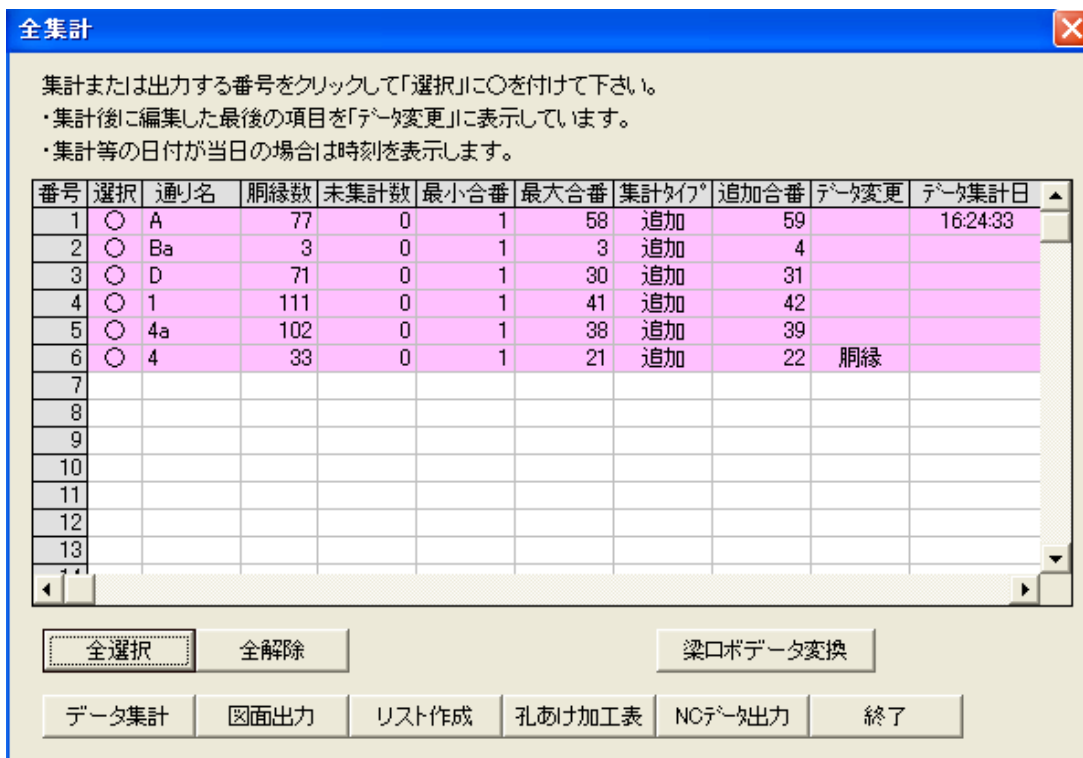 全集計
集計または出力する番号をクリックして「選択」に〇を付けて下さい。
・集計後に編集した最後の項目を「ﾃﾞｰﾀ変更」に表示しています。
・集計等の日付が当日の場合は時刻を表示します。
番号 選択 通り名 胴縁数 未集計数 最小合番 最大合番 集計ﾀｲﾌﾟ 追加合番 ﾃﾞｰﾀ変更 ﾃﾞｰﾀ集計日
1 〇 A 77 0 1 58 追加 59 16:24:33
2 〇 Ba 3 0 1 3 追加 4
3 〇 D 71 0 1 30 追加 31
4 〇 1 111 0 1 41 追加 42
5 〇 4a 102 0 1 38 追加 39
6 〇 4 33 0 1 21 追加 22 胴縁
7
8
9
10
11
12
13
全選択 全解除 梁ロボデータ変換
データ集計 図面出力 リスト作成 孔あけ加工表 NCﾃﾞｰﾀ出力 終了